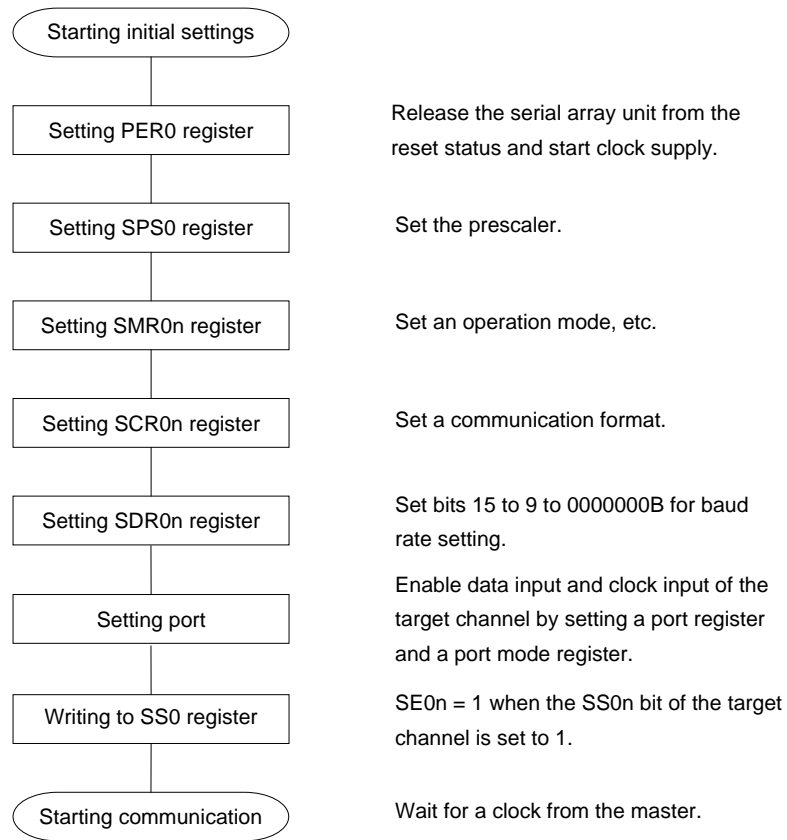 Starting initial settings
Setting PER0 register
Release the serial array unit from the
reset status and start clock supply.
Setting SPS0 register
Set the prescaler.
Setting SMR0n register
Set an operation mode, etc.
Setting SCR0n register
Set a communication format.
Setting SDR0n register
Set bits 15 to 9 to 0000000B for baud
rate setting.
Setting port
Enable data input and clock input of the
target channel by setting a port register
and a port mode register.
Writing to SS0 register
SE0n = 1 when the SS0n bit of the target
channel is set to 1.
Starting communication
Wait for a clock from the master.